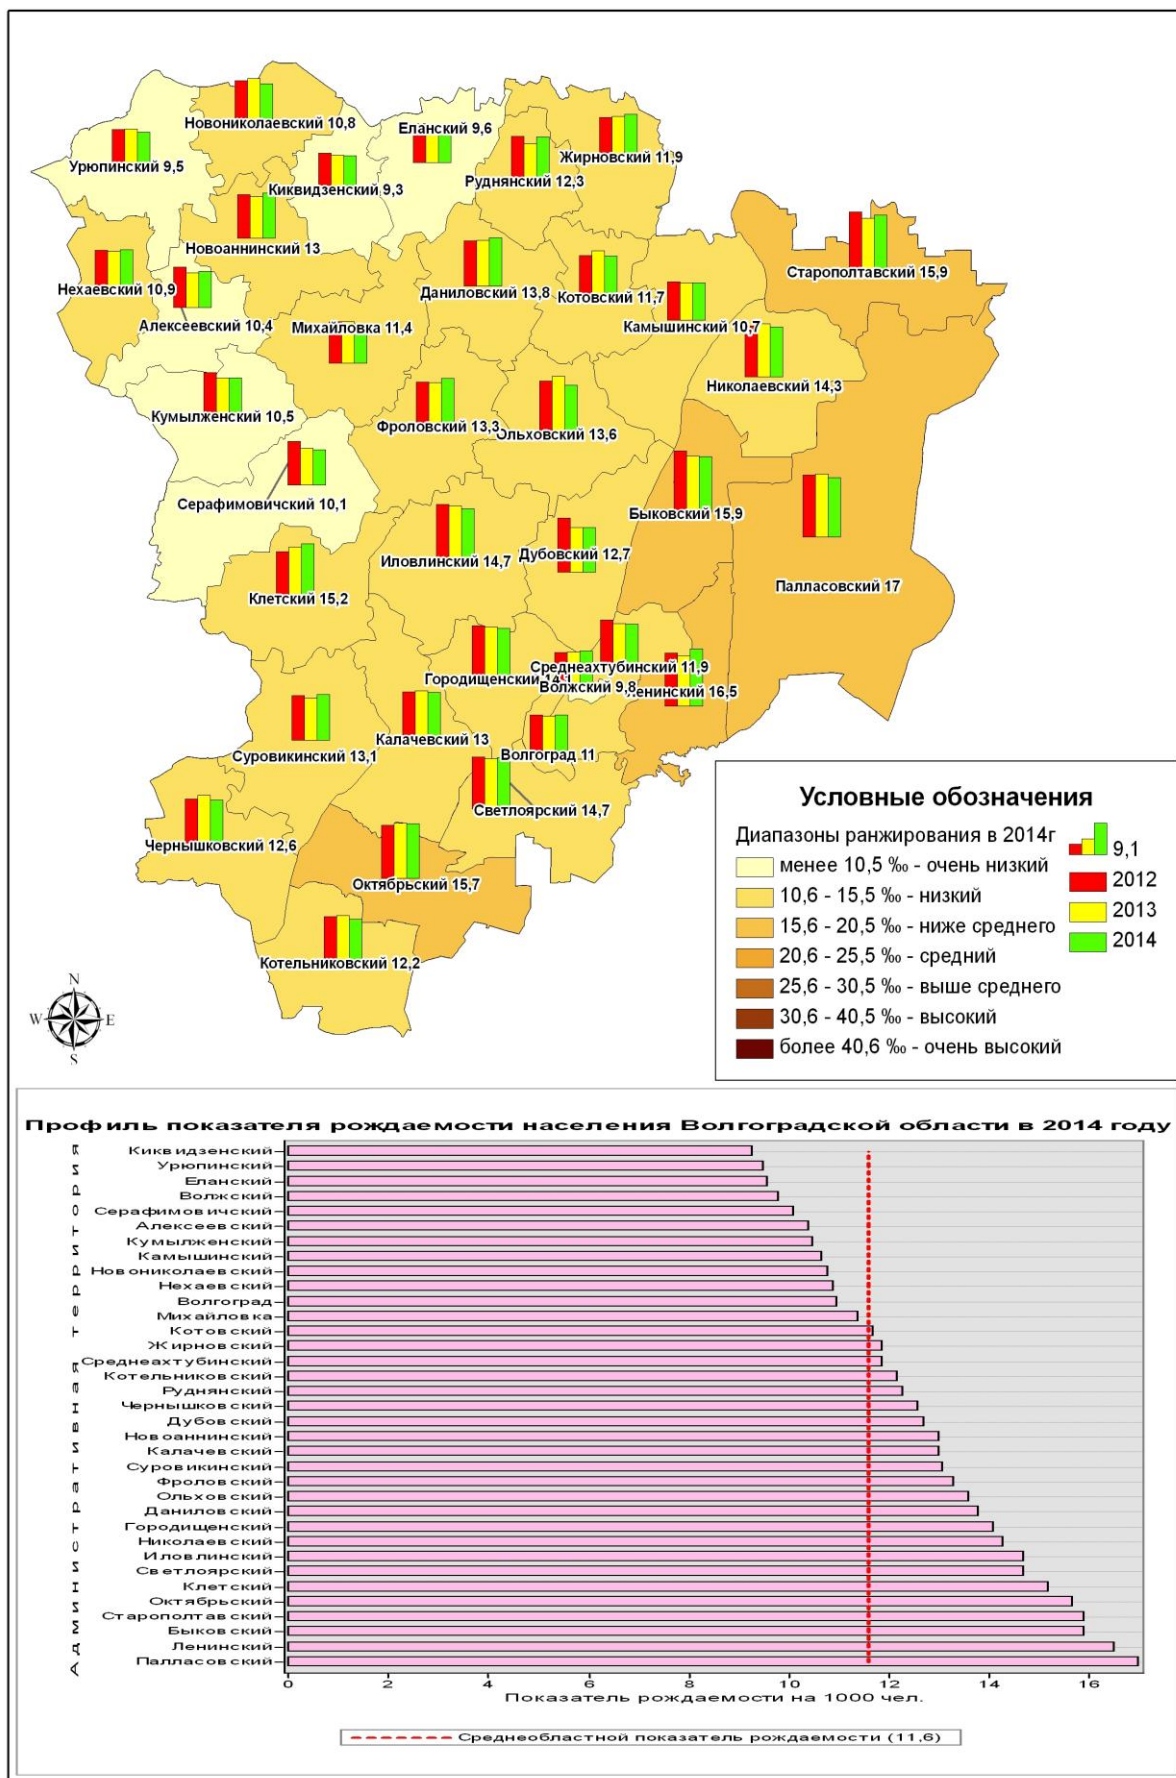 Новониколаевский 10,8
Еланский 9,6
Урюпинский 9,5
Киквидзенский 9,3
Руднянский 12,3
Жирновский 11,9
Новоаннинский 13
Нехаевский 10,9
Алексеевский 10,4
Михайловка 11,4
Даниловский 13,8
Котовский 11,7
Камышинский 10,7
Старополтавский 15,9
Николаевский 14,3
Кумылженский 10,5
Фроловский 13,3
Ольховский 13,6
Серафимовичский 10,1
Быковский 15,9
Иловлинский 14,7
Дубовский 12,7
Клетский 15,2
Палласовский 17
Среднеахтубинский 11,9
Городищенский
Волжский 9,8
Ленинский 16,5
Суровикинский 13,1
Калачевский 13
Волгоград 11
Светлоярский 14,7
Чернышковский 12,6
Октябрьский 15,7
Котельниковский 12,2
N
W
E
S
Условные обозначения
Диапазоны ранжирования в 2014г
менее 10,5 ‰ - очень низкий
10,6 - 15,5 ‰ - низкий
15,6 - 20,5 ‰ - ниже среднего
20,6 - 25,5 ‰ - средний
25,6 - 30,5 ‰ - выше среднего
30,6 - 40,5 ‰ - высокий
более 40,6 ‰ - очень высокий
9,1
2012
2013
2014
Профиль показателя рождаемости населения Волгоградской области в 2014 году
Административная территория
Киквидзенский
Урюпинский
Еланский
Волжский
Серафимовичский
Алексеевский
Кумылженский
Камышинский
Новониколаевский
Нехаевский
Волгоград
Михайловка
Котовский
Жирновский
Среднеахтубинский
Котельниковский
Руднянский
Чернышковский
Дубовский
Новоаннинский
Калачевский
Суровикинский
Фроловский
Ольховский
Даниловский
Городищенский
Николаевский
Иловлинский
Светлоярский
Клетский
Октябрьский
Старополтавский
Быковский
Ленинский
Палласовский
0 2 4 6 8 10 12 14 16
Показатель рождаемости на 1000 чел.
Среднеобластной показатель рождаемости (11,6)